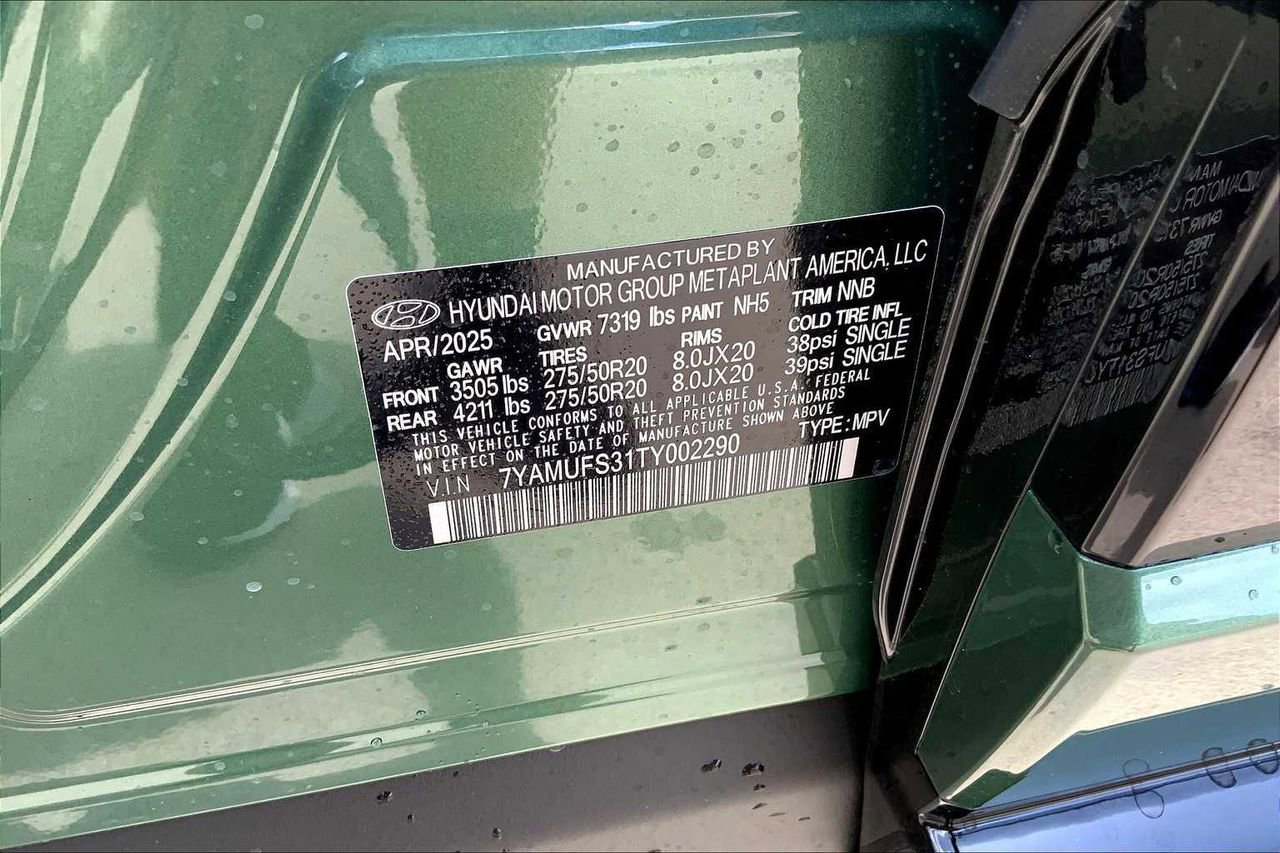 MANUFACTURED BY
HYUNDAI MOTOR GROUP METAPLANT AMERICA, LLC
APR/2025 GVWR 7319 lbs PAINT NH5 TRIM NNB
GAWR TIRES RIMS COLD TIRE INFL
FRONT 3505 lbs 275/50R20 8.0JX20 38psi SINGLE
REAR 4211 lbs 275/50R20 8.0JX20 39psi SINGLE
THIS VEHICLE CONFORMS TO ALL APPLICABLE U.S.A. FEDERAL
MOTOR VEHICLE SAFETY AND THEFT PREVENTION STANDARDS
IN EFFECT ON THE DATE OF MANUFACTURE SHOWN ABOVE
V.I.N 7YAMUFS31TY002290 TYPE:MPV